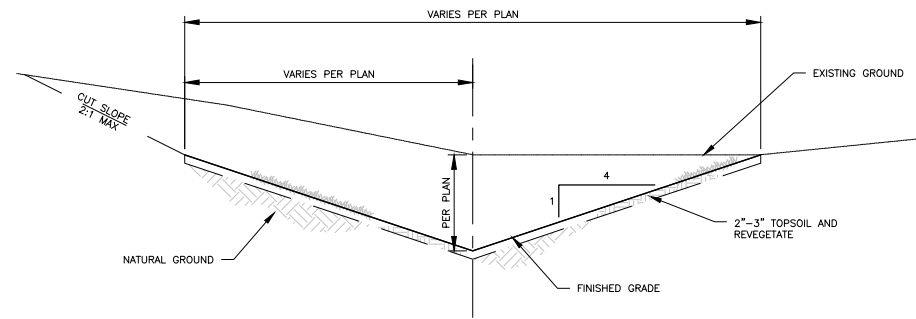 VARIES PER PLAN
VARIES PER PLAN
EXISTING GROUND
CUT SLOPE
2:1 MAX
PER PLAN
4
1
2"-3" TOPSOIL AND
REVEGETATE
NATURAL GROUND
FINISHED GRADE